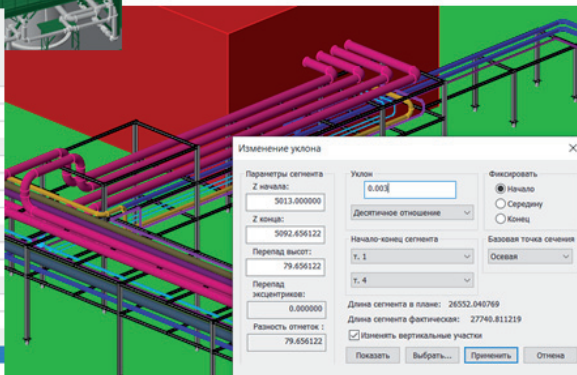 Изменение уклона
Параметры сегмента
Z начала:
5013.000000
Z конца:
5092.656122
Перепад высот:
79.656122
Перепад
эксцентриков:
0.000000
Разность отметок :
79.656122
Уклон
0.003
Десятичное отношение
Начало-конец сегмента
т. 1
т. 4
Фиксировать
Начало
Середину
Конец
Базовая точка сечения
Осевая
Длина сегмента в плане: 26552.040769
Длина сегмента фактическая: 27740.811219
Изменять вертикальные участки
Показать Выбрать... Применить Отмена